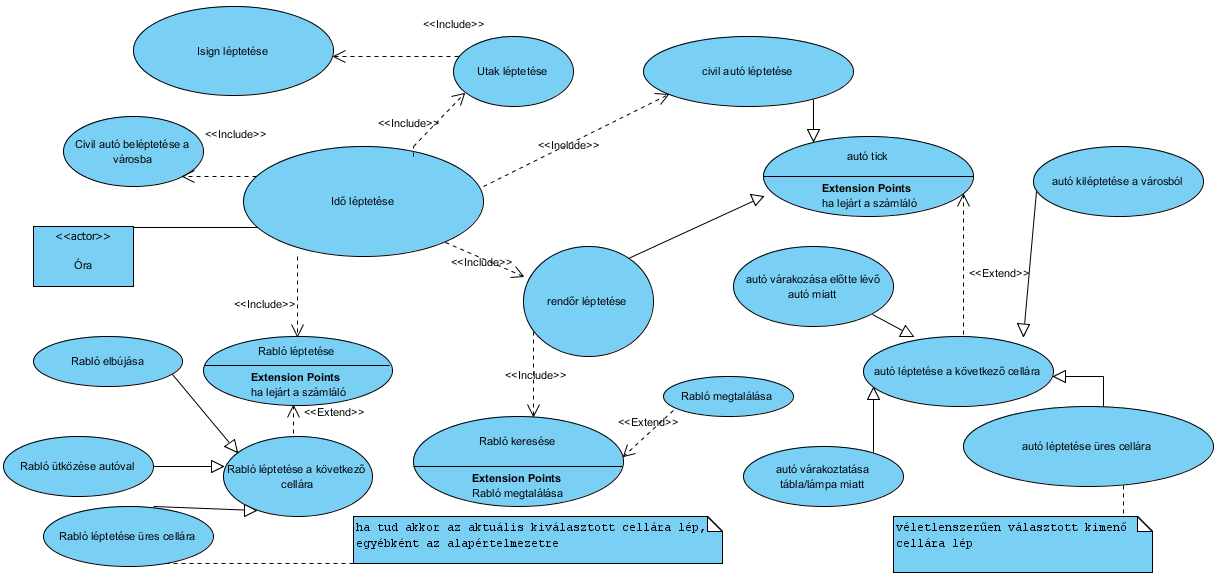 <<Include>>
Isign léptetése
Utak léptetése
civil autó léptetése
<<Include>>
Civil autó beléptetése a
városba
<<Include>>
<<Include>>
autó tick
Extension Points
ha lejárt a számláló
autó kiléptetése a városból
Idő léptetése
<<actor>>
Óra
<<Include>>
<<Extend>>
autó várakozása előtte lévő
autó miatt
rendőr léptetése
<<Include>>
Rabló elbújása
Rabló léptetése
Extension Points
ha lejárt a számláló
<<Include>>
autó léptetése a következő cellára
Rabló megtalálása
<<Extend>>
<<Extend>>
Rabló keresése
Extension Points
Rabló megtalálása
autó léptetése üres cellára
Rabló ütközése autóval
Rabló léptetése a következő
cellára
autó várakoztatása
tábla/lámpa miatt
Rabló léptetése üres cellára
ha tud akkor az aktuális kiválasztott cellára lép,
egyébként az alapértelmezetre
véletlenszerűen választott kimenő
cellára lép